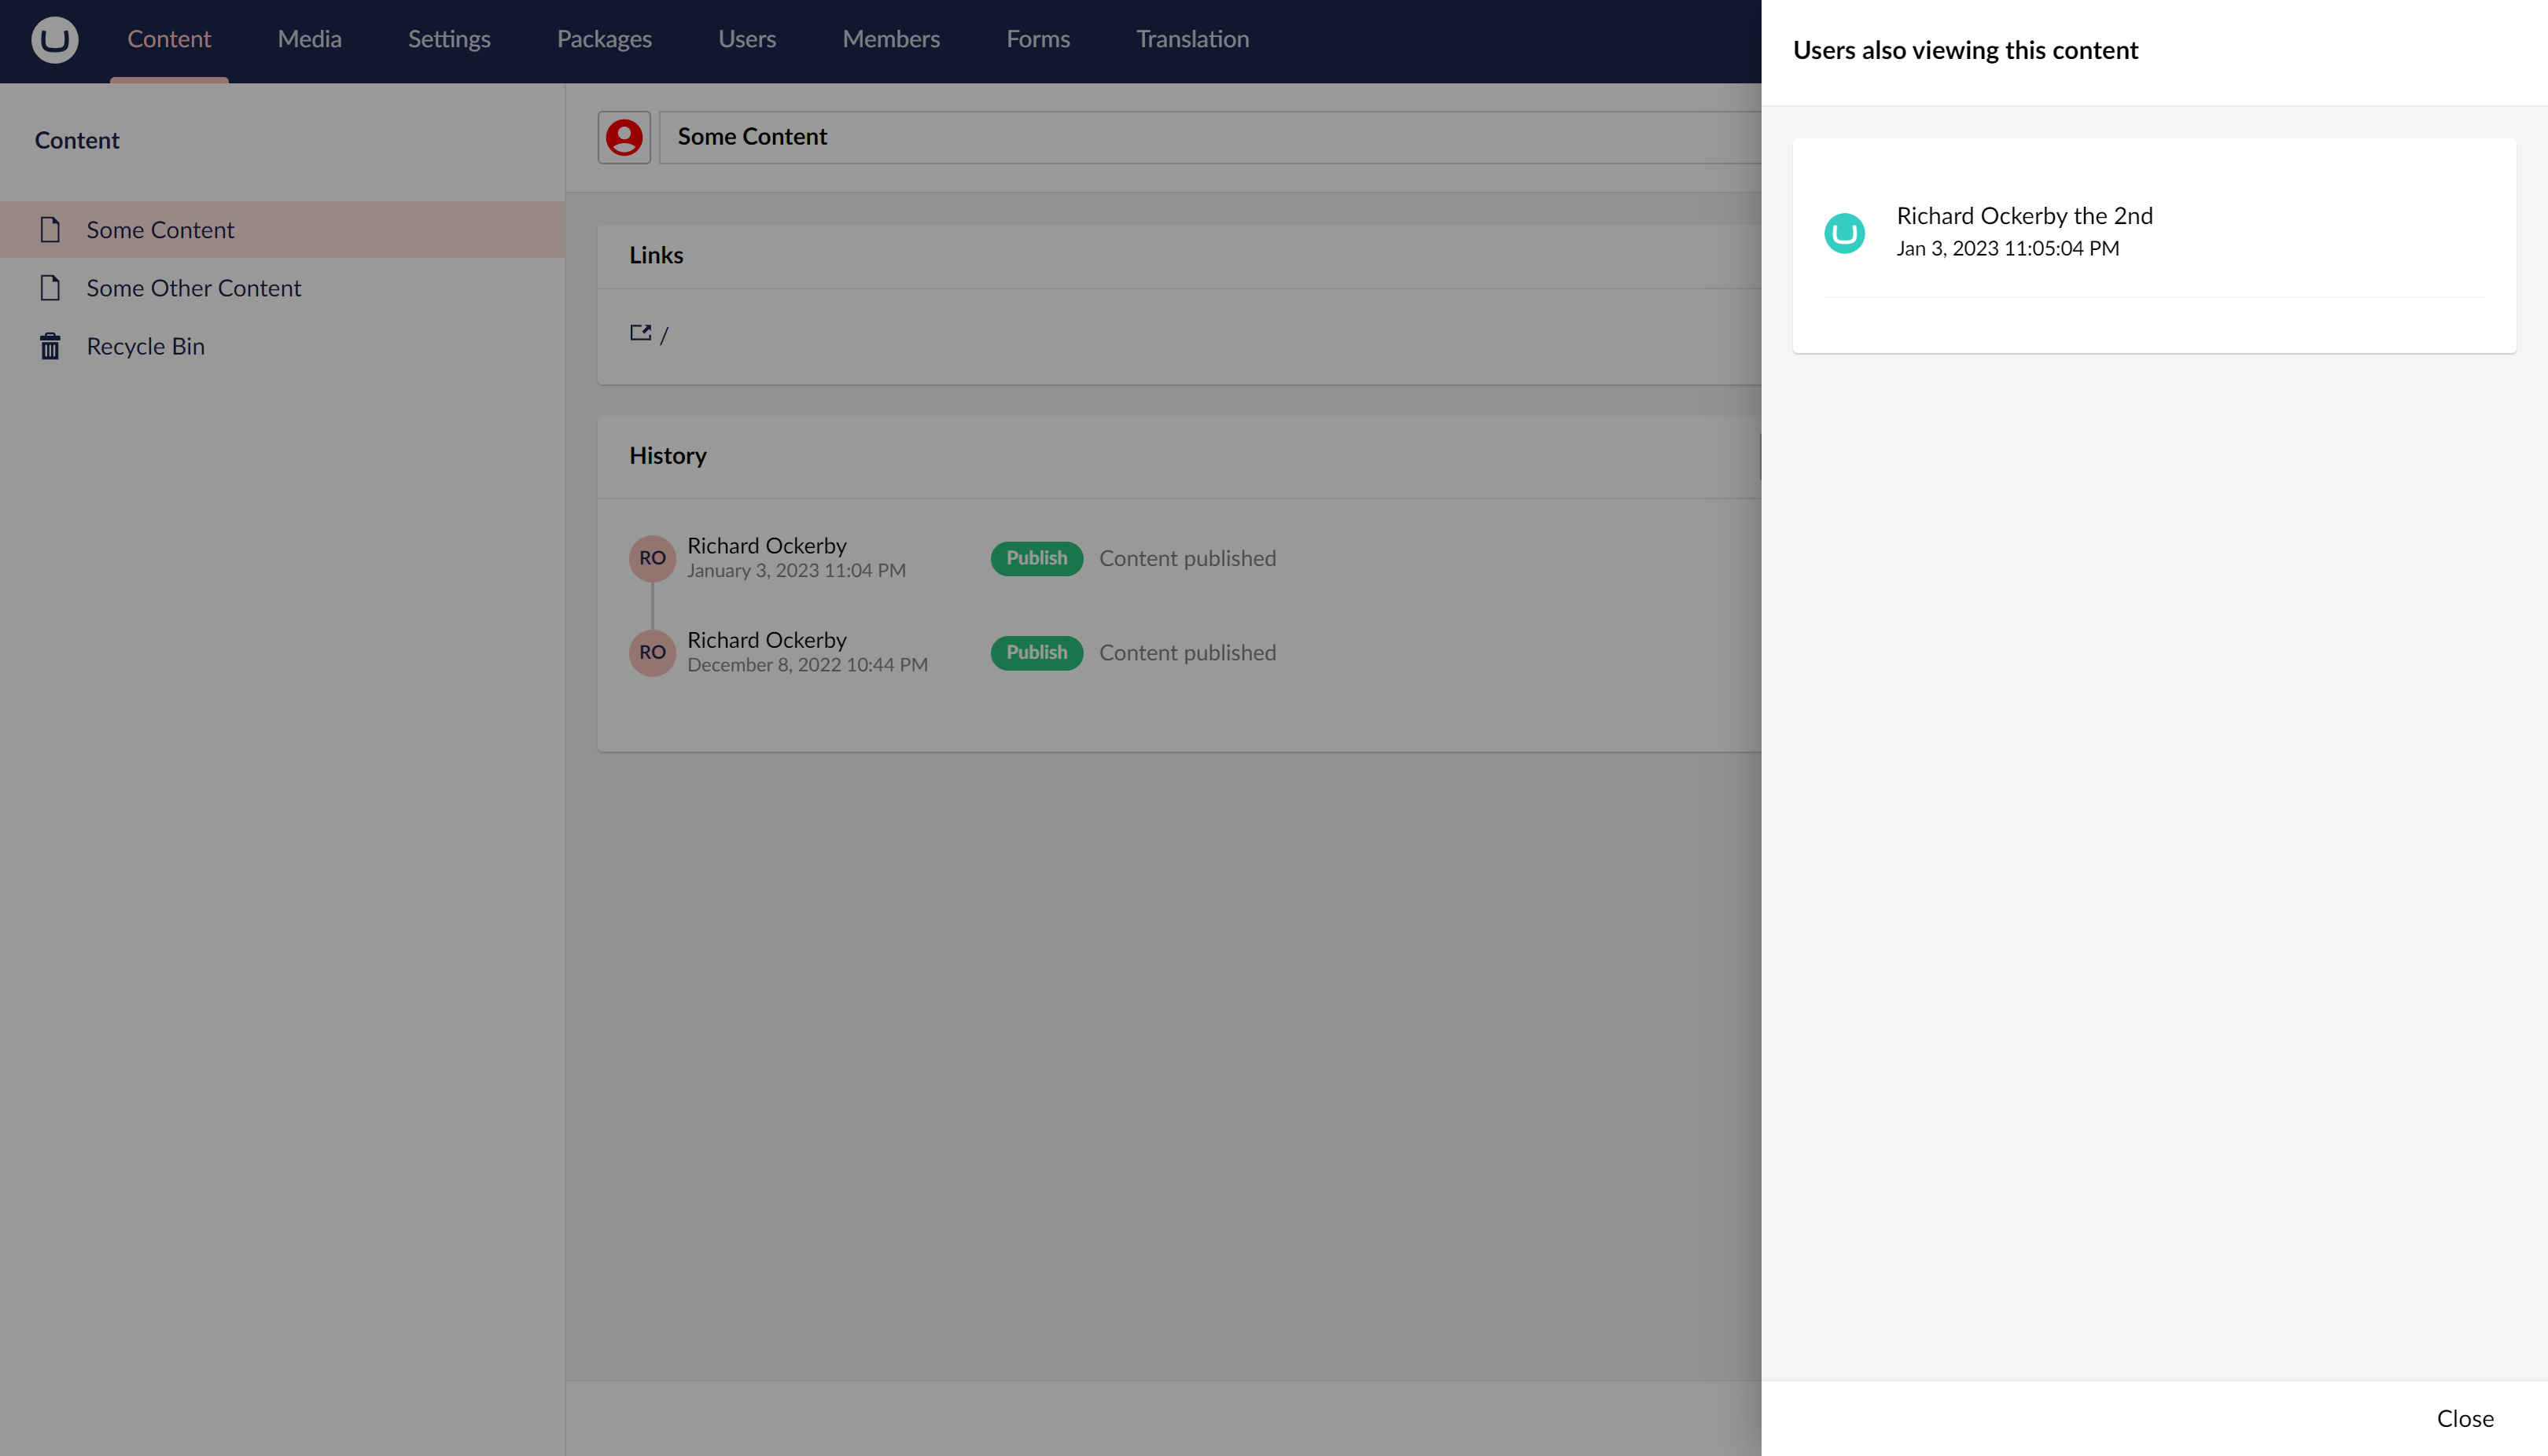 Content
Media
Settings
Packages
Users
Members
Forms
Translation
Content
Some Content
Some Other Content
Recycle Bin
Some Content
Links
/
History
RO
Richard Ockerby
January 3, 2023 11:04 PM
Publish
Content published
RO
Richard Ockerby
December 8, 2022 10:44 PM
Publish
Content published
Users also viewing this content
Richard Ockerby the 2nd
Jan 3, 2023 11:05:04 PM
Close